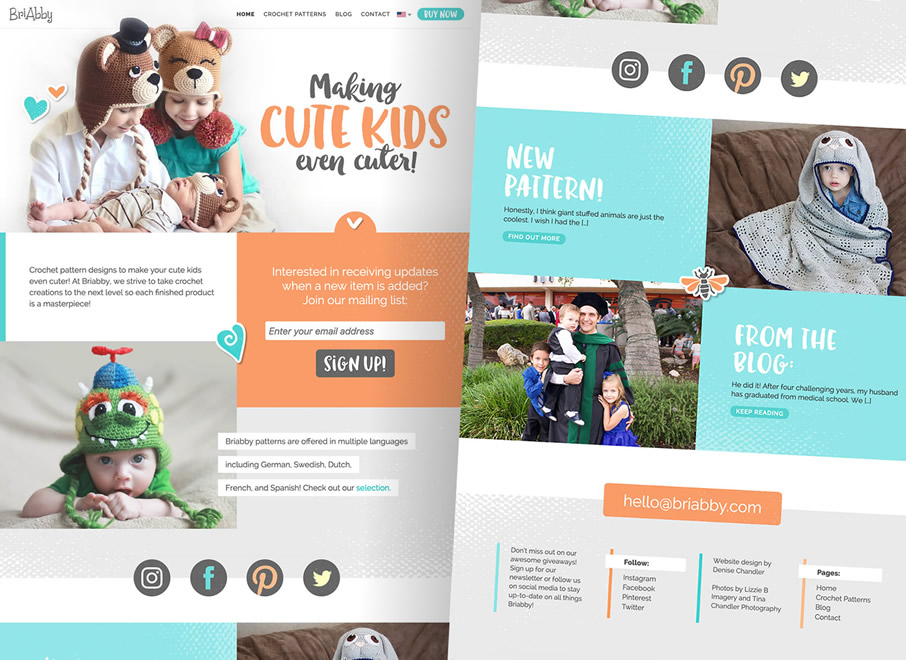 BriAbby
HOME
CROCHET PATTERNS
BLOG
CONTACT
BUY NOW
Making
CUTE KIDS
even cuter!
Crochet pattern designs to make your cute kids
even cuter! At Briabby, we strive to take crochet
creations to the next level so each finished product
is a masterpiece!
Interested in receiving updates
when a new item is added?
Join our mailing list:
Enter your email address
SIGN UP!
Briabby patterns are offered in multiple languages
including German, Swedish, Dutch,
French, and Spanish! Check out our selection.
NEW
PATTERN!
Honestly, I think giant stuffed animals are just the
coolest. I wish I had the [...]
FIND OUT MORE
FROM THE
BLOG:
He did it! After four challenging years, my husband
has graduated from medical school. We [...]
KEEP READING
hello@briabby.com
Don't miss out on our
awesome giveaways!
Sign up for our
newsletter or follow us
on social media to stay
up-to-date on all things
Briabby!
Follow:
Instagram
Facebook
Pinterest
Twitter
Website design by
Denise Chandler
Photos by Lizzie B
Imagery and Tina
Chandler Photography
Pages:
Home
Crochet Patterns
Blog
Contact